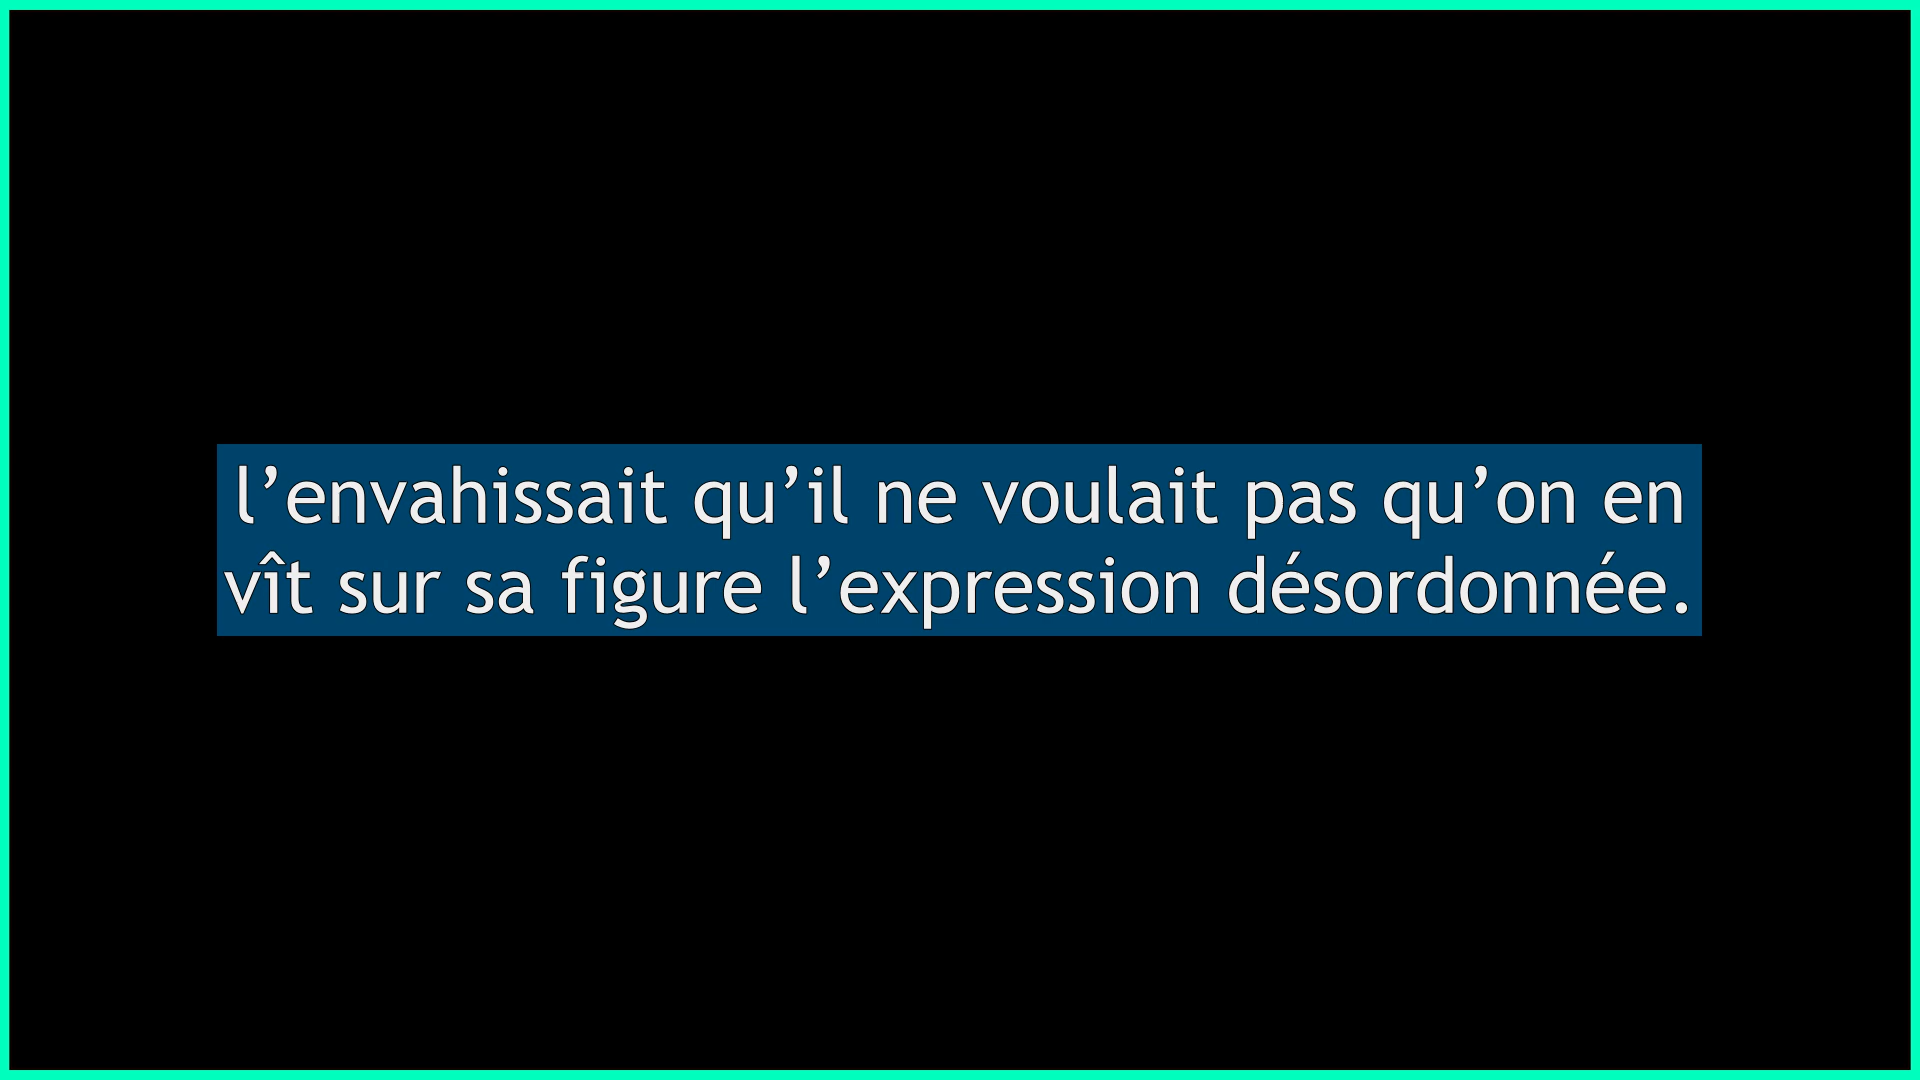 l’envahissait qu’il ne voulait pas qu’on en
vît sur sa figure l’expression désordonnée.